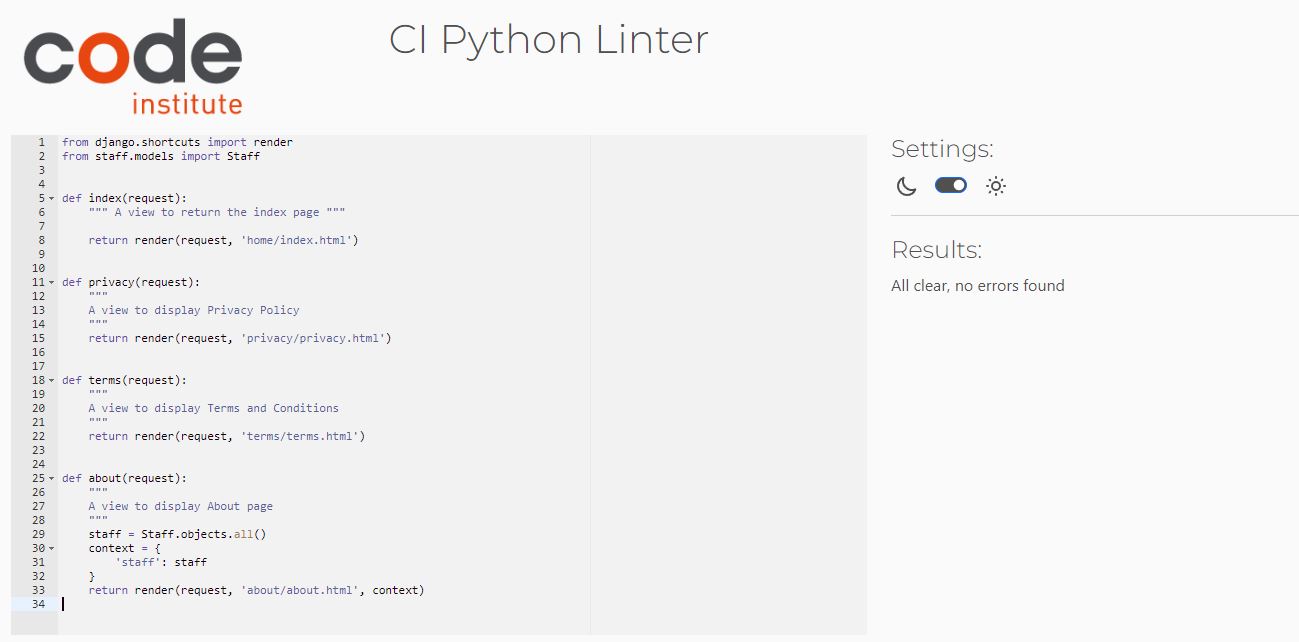 code
institute
CI Python Linter
1 from django.shortcuts import render
2 from staff.models import Staff
3
4
5 def index(request):
6     """ A view to return the index page """
7
8     return render(request, 'home/index.html')
9
10
11 def privacy(request):
12     """
13     A view to display Privacy Policy
14     """
15     return render(request, 'privacy/privacy.html')
16
17
18 def terms(request):
19     """
20     A view to display Terms and Conditions
21     """
22     return render(request, 'terms/terms.html')
23
24
25 def about(request):
26     """
27     A view to display About page
28     """
29     staff = Staff.objects.all()
30     context = {
31         'staff': staff
32     }
33     return render(request, 'about/about.html', context)
34
Settings:
Results:
All clear, no errors found